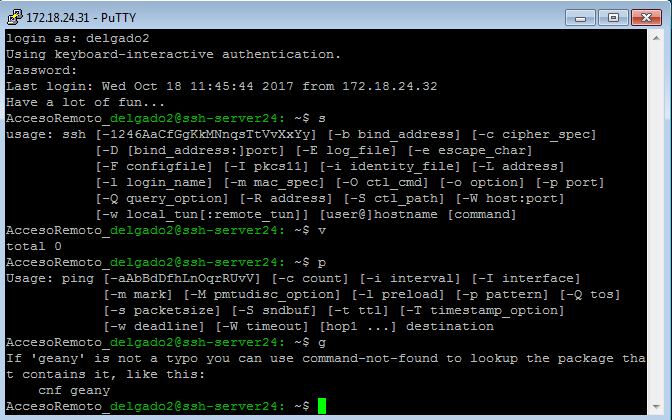 172.18.24.31 - PuTTY
login as: delgado2
Using keyboard-interactive authentication.
Password:
Last login: Wed Oct 18 11:45:44 2017 from 172.18.24.32
Have a lot of fun...
AccesoRemoto_delgado2@ssh-server24: ~$ s
usage: ssh [-1246AaCfGgKkMNnqsTtVvXxYy] [-b bind_address] [-c cipher_spec]
[-D [bind_address:]port] [-E log_file] [-e escape_char]
[-F configfile] [-I pkcs11] [-i identity_file] [-L address]
[-l login_name] [-m mac_spec] [-O ctl_cmd] [-o option] [-p port]
[-Q query_option] [-R address] [-S ctl_path] [-W host:port]
[-w local_tun[:remote_tun]] [user@]hostname [command]
AccesoRemoto_delgado2@ssh-server24: ~$ v
total 0
AccesoRemoto_delgado2@ssh-server24: ~$ p
Usage: ping [-aAbBdDfhLnOqrRUvV] [-c count] [-i interval] [-I interface]
[-m mark] [-M pmtudisc_option] [-l preload] [-p pattern] [-Q tos]
[-s packetsize] [-S sndbuf] [-t ttl] [-T timestamp_option]
[-w deadline] [-W timeout] [hop1 ...] destination
AccesoRemoto_delgado2@ssh-server24: ~$ g
If 'geany' is not a typo you can use command-not-found to lookup the package tha
t contains it, like this:
cnf geany
AccesoRemoto_delgado2@ssh-server24: ~$